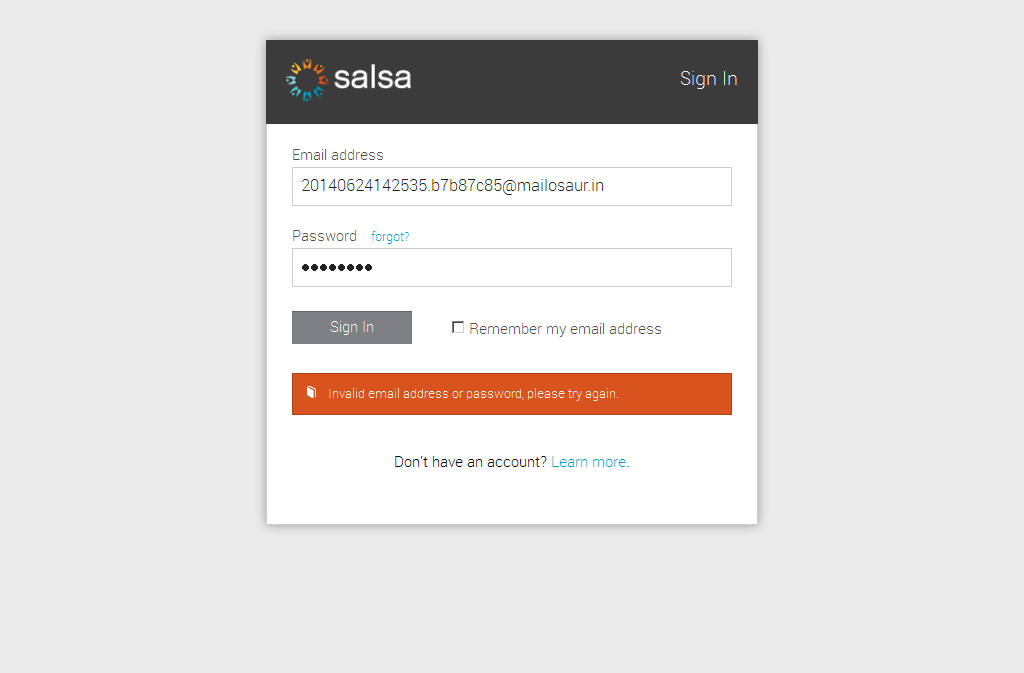 salsa
Sign In
Email address
20140624142535.b7b87c85@mailosaur.in
Password forgot?
••••••••
Sign In Remember my email address
Invalid email address or password, please try again.
Don't have an account? Learn more.